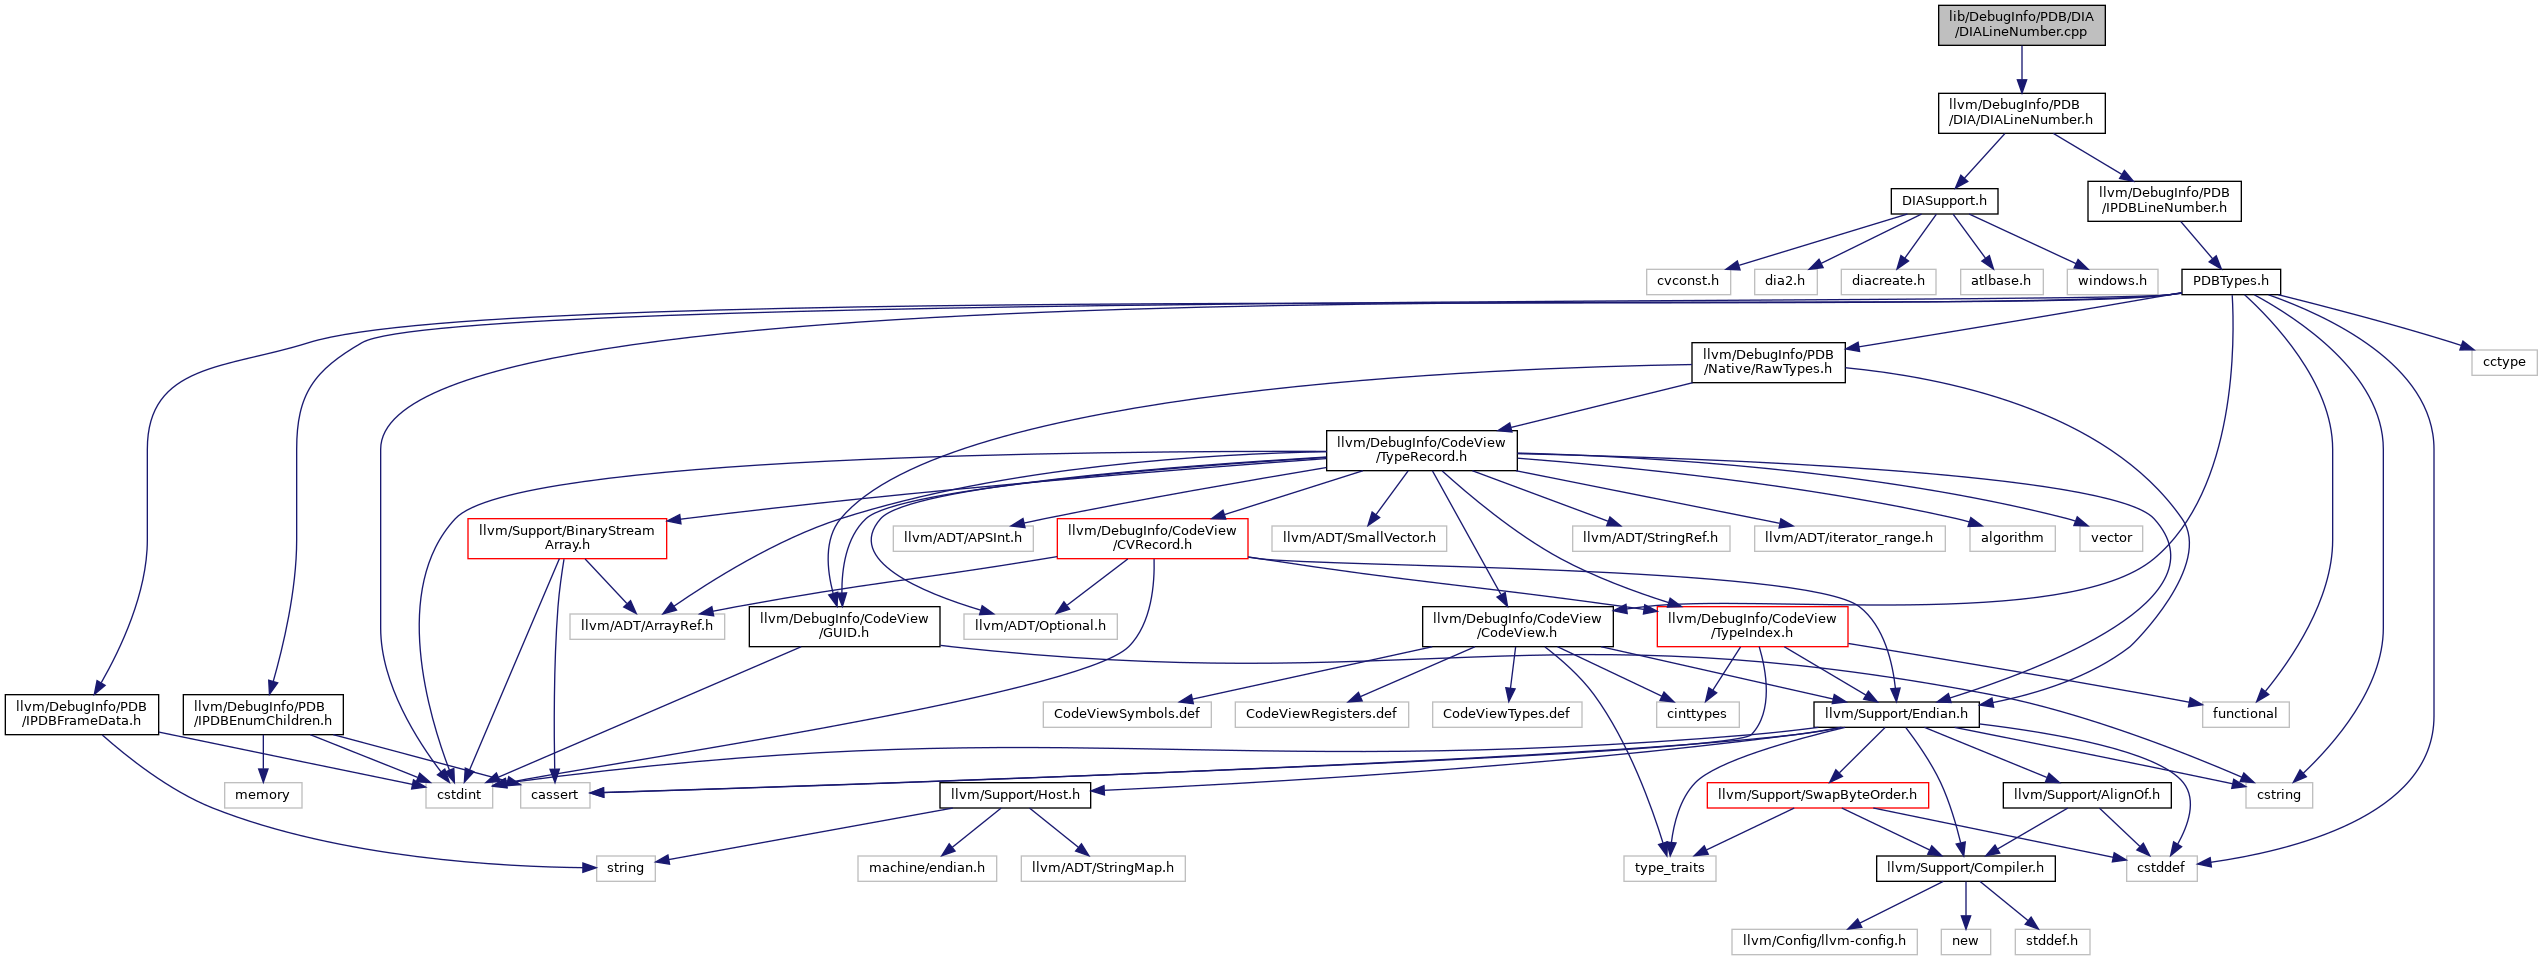 lib/DebugInfo/PDB/DIA
/DIALineNumber.cpp
llvm/DebugInfo/PDB
/DIA/DIALineNumber.h
DIASupport.h
llvm/DebugInfo/PDB
/IPDBLineNumber.h
cvconst.h
dia2.h
diacreate.h
atlbase.h
windows.h
PDBTypes.h
llvm/DebugInfo/PDB
/Native/RawTypes.h
cctype
llvm/DebugInfo/CodeView
/TypeRecord.h
llvm/Support/BinaryStream
Array.h
llvm/ADT/APSInt.h
llvm/DebugInfo/CodeView
/CVRecord.h
llvm/ADT/SmallVector.h
llvm/ADT/StringRef.h
llvm/ADT/iterator_range.h
algorithm
vector
llvm/ADT/ArrayRef.h
llvm/DebugInfo/CodeView
/GUID.h
llvm/ADT/Optional.h
llvm/DebugInfo/CodeView
/CodeView.h
llvm/DebugInfo/CodeView
/TypeIndex.h
llvm/DebugInfo/PDB
/IPDBFrameData.h
llvm/DebugInfo/PDB
/IPDBEnumChildren.h
CodeViewSymbols.def
CodeViewRegisters.def
CodeViewTypes.def
cinttypes
llvm/Support/Endian.h
functional
memory
cstdint
cassert
llvm/Support/Host.h
llvm/Support/SwapByteOrder.h
llvm/Support/AlignOf.h
cstring
string
machine/endian.h
llvm/ADT/StringMap.h
type_traits
llvm/Support/Compiler.h
cstddef
llvm/Config/llvm-config.h
new
stddef.h